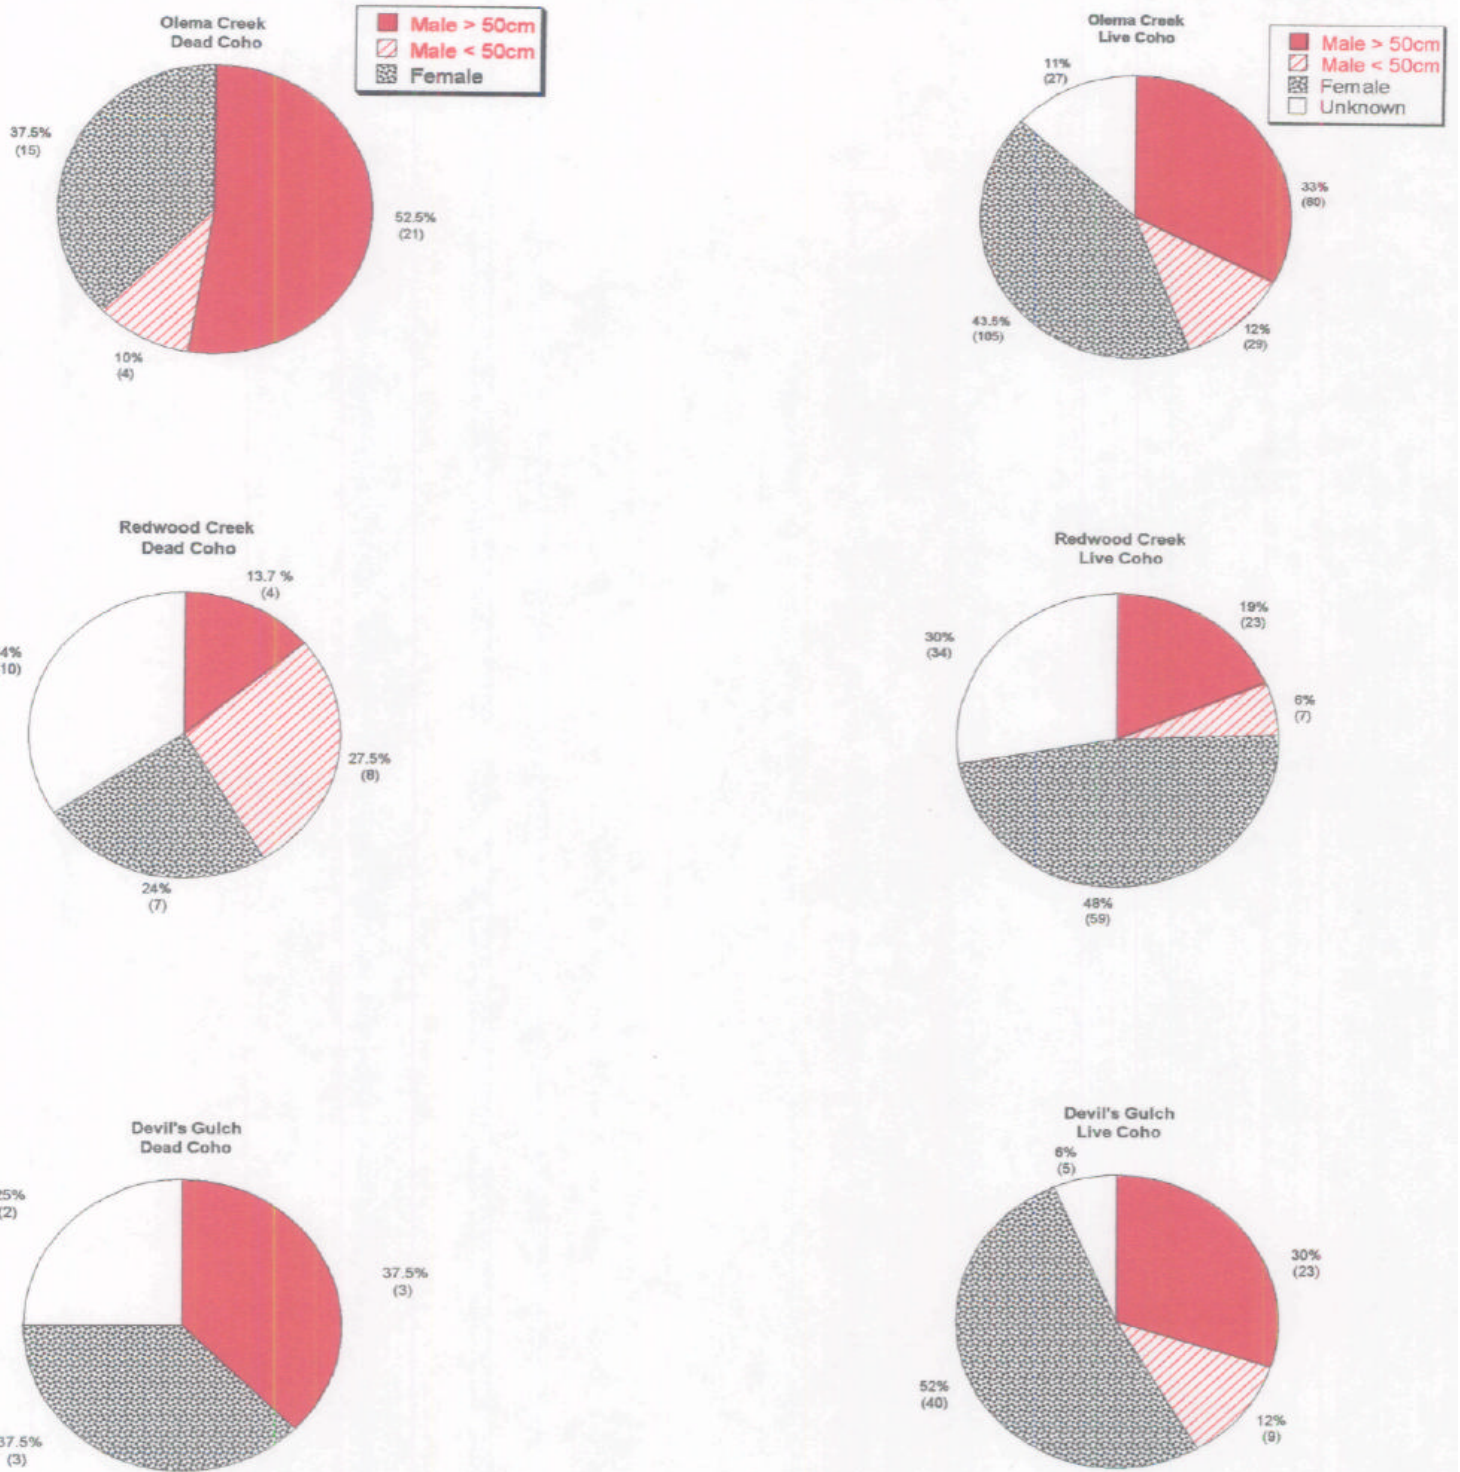 Olema Creek
Dead Coho
Male > 50cm
Male < 50cm
Female
37.5%
(15)
52.5%
(21)
10%
(4)
Olema Creek
Live Coho
Male > 50cm
Male < 50cm
Female
Unknown
11%
(27)
33%
(80)
43.5%
(105)
12%
(29)
Redwood Creek
Dead Coho
13.7 %
(4)
4%
10)
27.5%
(8)
24%
(7)
Redwood Creek
Live Coho
19%
(23)
30%
(34)
6%
(7)
48%
(59)
Devil's Gulch
Dead Coho
25%
(2)
37.5%
(3)
37.5%
(3)
Devil's Gulch
Live Coho
6%
(5)
30%
(23)
52%
(40)
12%
(9)